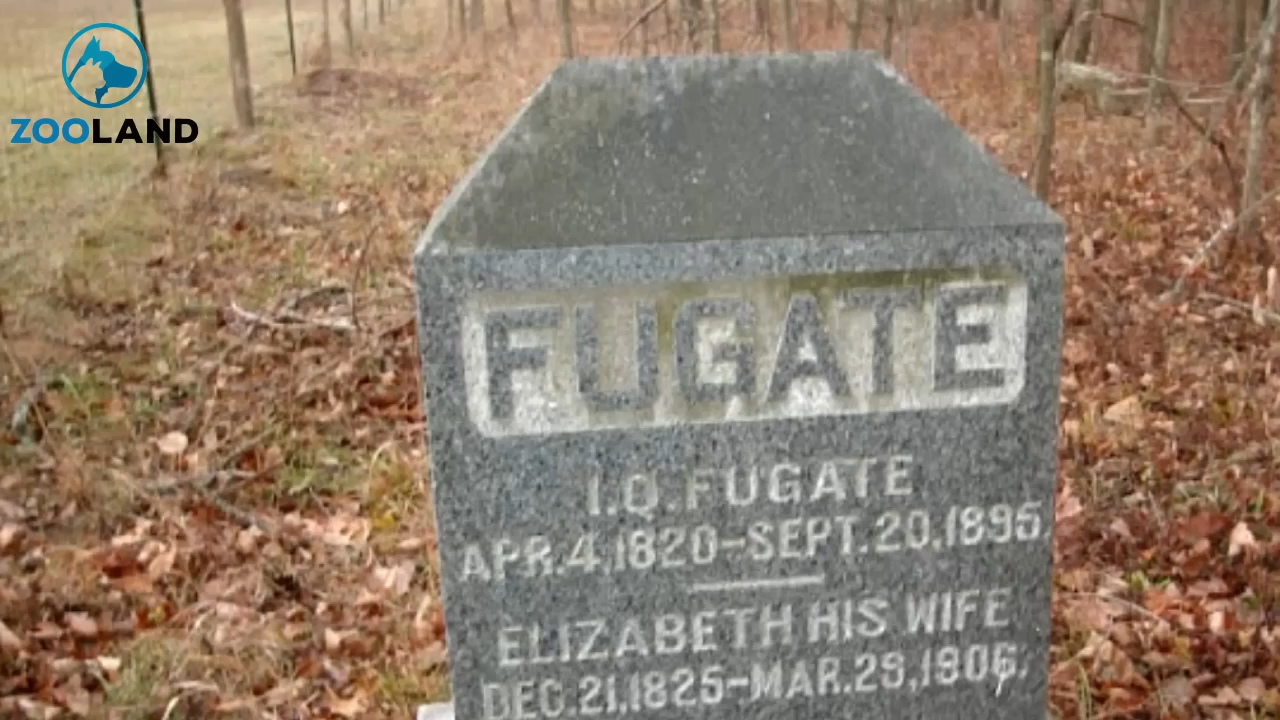 ZOOLAND
FUGATE
I.Q. FUGATE
APR. 4, 1820-SEPT. 20, 1895.
ELIZABETH HIS WIFE
DEC. 21, 1825-MAR. 29, 1906.